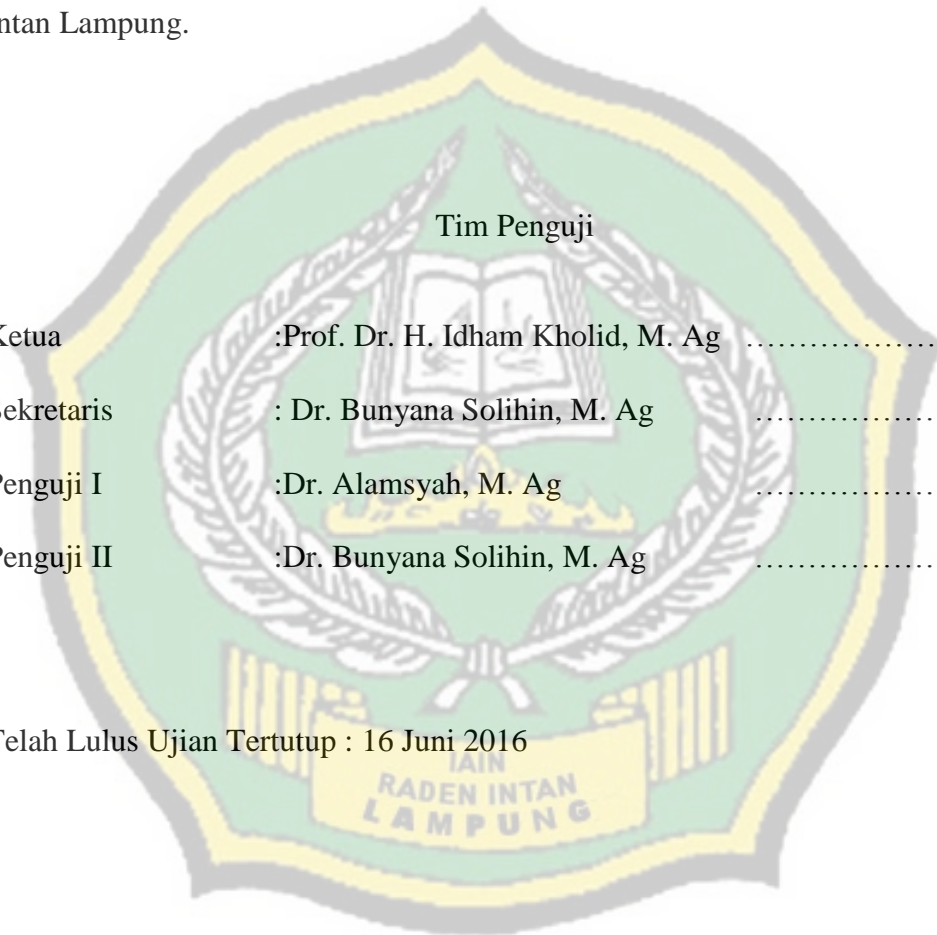 ntan Lampung.
Tim Penguji
Ketua :Prof. Dr. H. Idham Kholid, M. Ag ………………
Sekretaris : Dr. Bunyana Solihin, M. Ag ………………
Penguji I :Dr. Alamsyah, M. Ag ………………
Penguji II :Dr. Bunyana Solihin, M. Ag ………………
Telah Lulus Ujian Tertutup : 16 Juni 2016
IAIN
RADEN INTAN
LAMPUNG